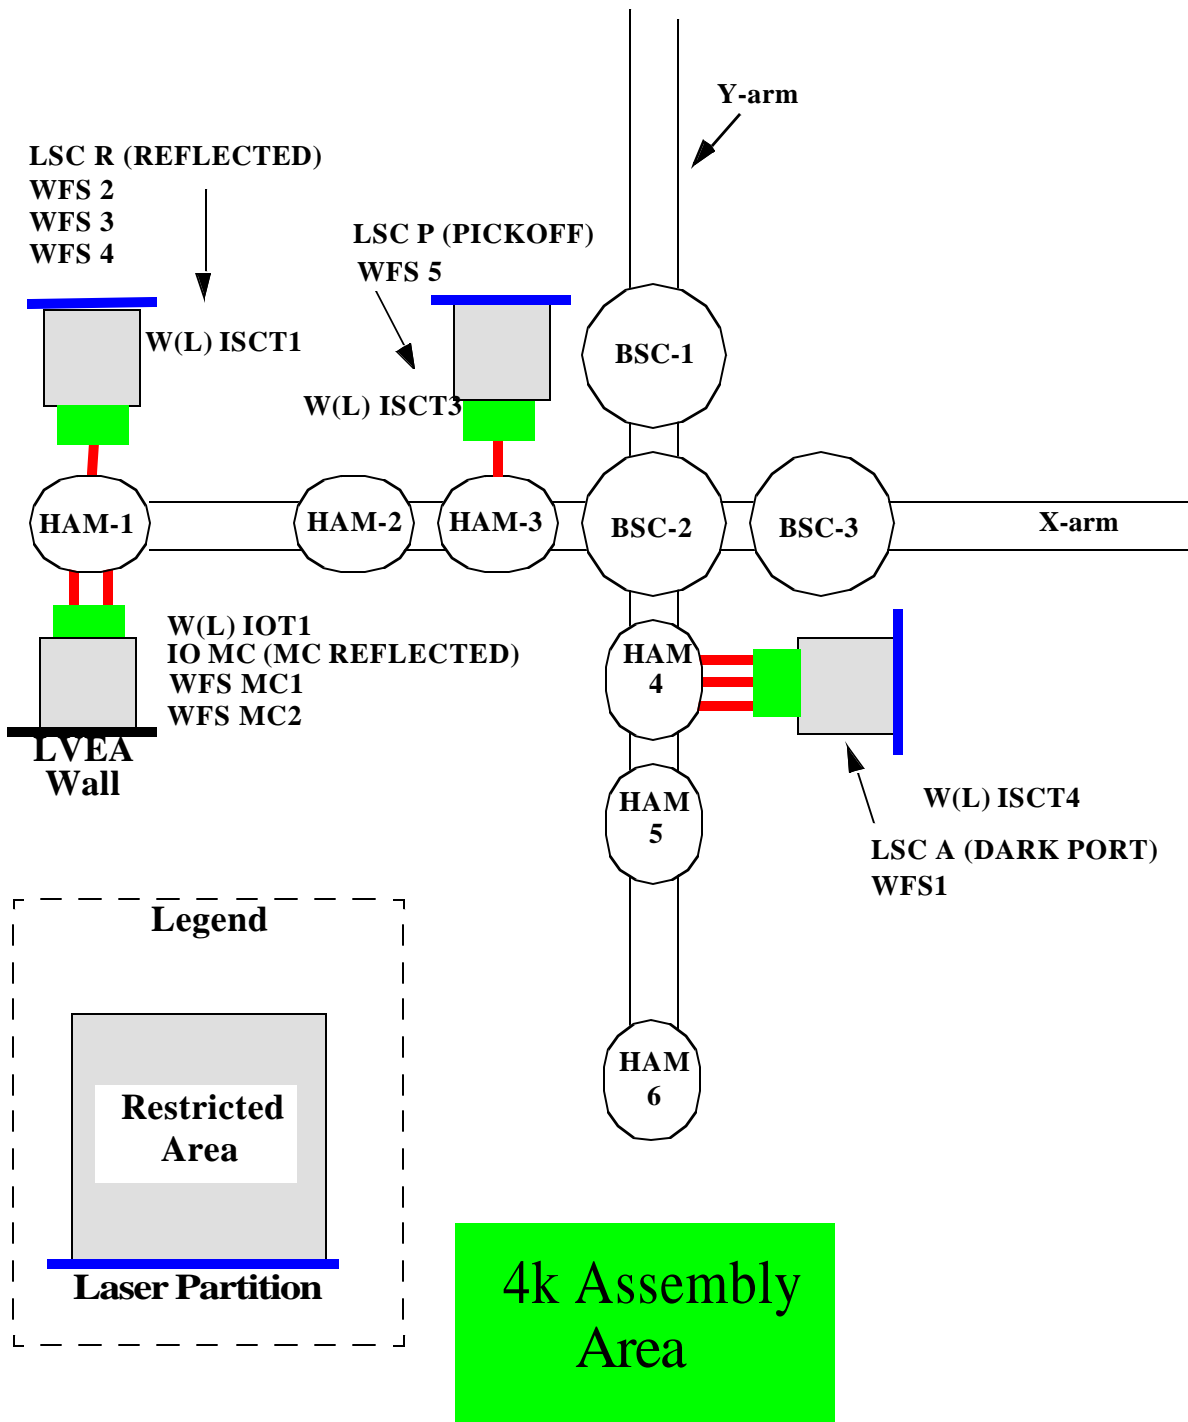 Y-arm
LSC R (REFLECTED)
WFS 2
WFS 3
WFS 4
LSC P (PICKOFF)
WFS 5
W(L) ISCT1
W(L) ISCT3
BSC-1
HAM-1
HAM-2
HAM-3
BSC-2
BSC-3
X-arm
W(L) IOT1
IO MC (MC REFLECTED)
WFS MC1
WFS MC2
LVEA
Wall
HAM
4
HAM
5
W(L) ISCT4
LSC A (DARK PORT)
WFS1
HAM
6
Legend
Restricted
Area
Laser Partition
4k Assembly
Area